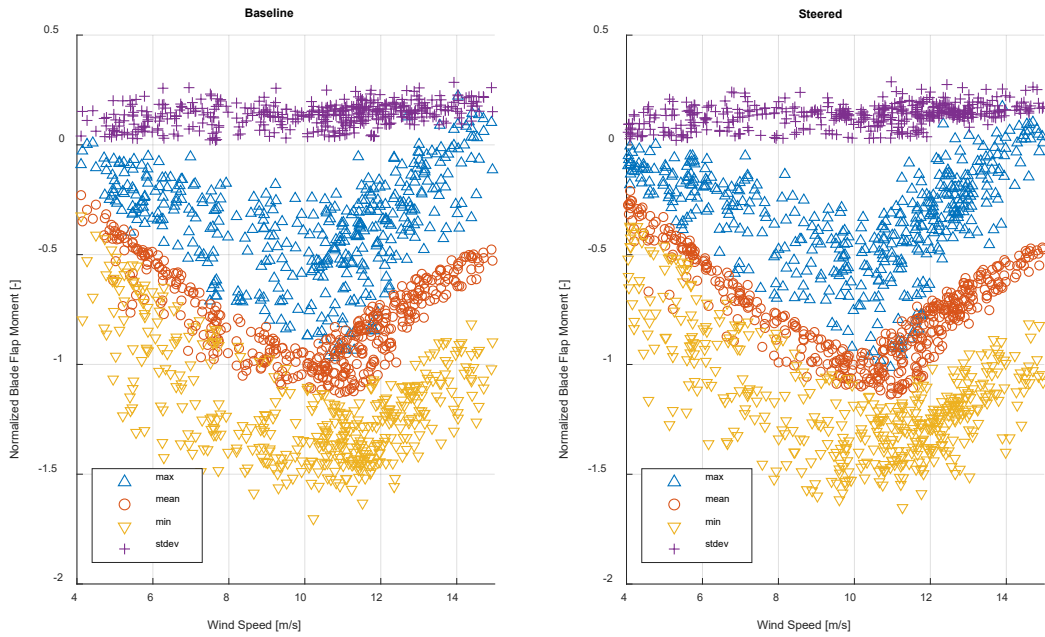 Baseline
0.5
0
-0.5
-1
-1.5
-2
Normalized Blade Flap Moment [-]
max
mean
min
stdev
4 6 8 10 12 14
Wind Speed [m/s]
Steered
0.5
0
-0.5
-1
-1.5
-2
Normalized Blade Flap Moment [-]
max
mean
min
stdev
4 6 8 10 12 14
Wind Speed [m/s]